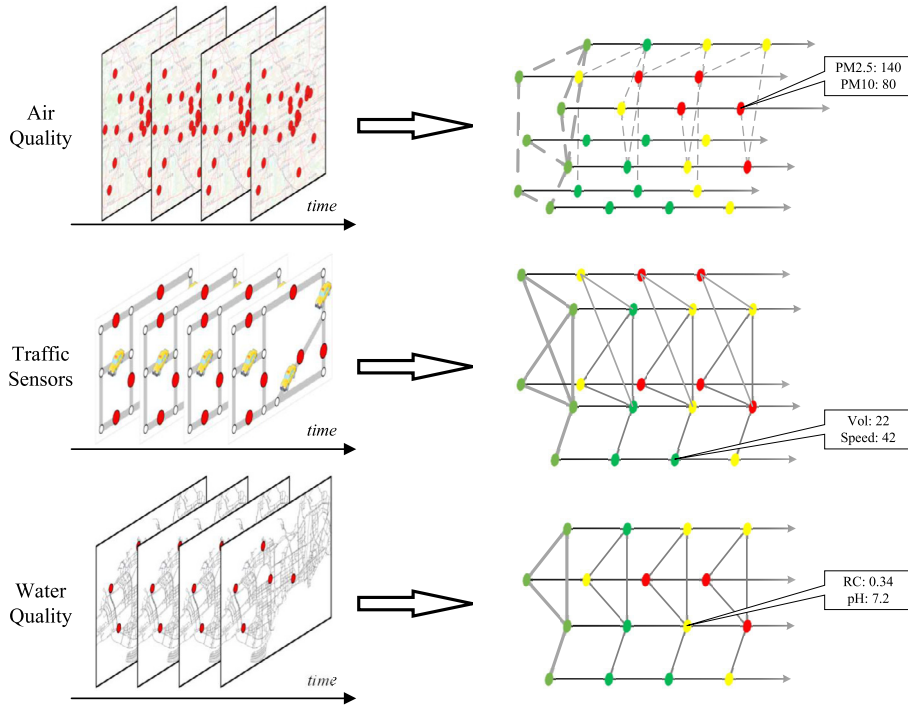 Air
Quality
time
PM2.5: 140
PM10: 80
Traffic
Sensors
time
Vol: 22
Speed: 42
Water
Quality
time
RC: 0.34
pH: 7.2